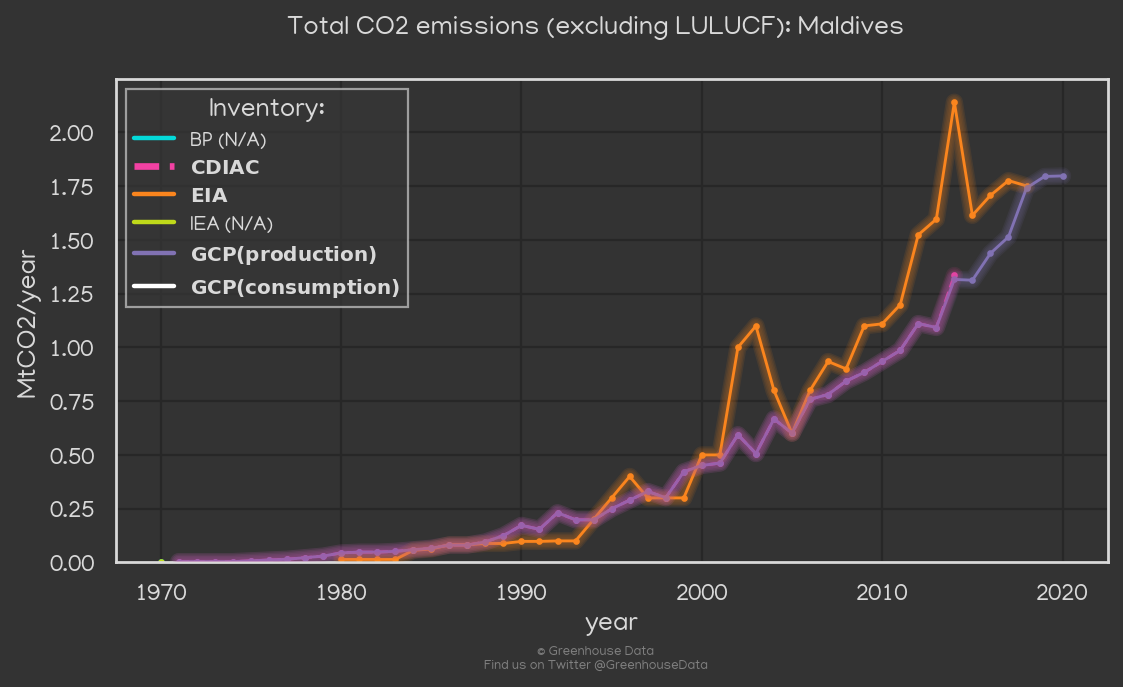 Total CO2 emissions (excluding LULUCF): Maldives
Inventory:
BP (N/A)
CDIAC
EIA
IEA (N/A)
GCP(production)
GCP(consumption)
MtCO2/year
2.00
1.75
1.50
1.25
1.00
0.75
0.50
0.25
0.00
1970
1980
1990
2000
2010
2020
year
© Greenhouse Data
Find us on Twitter @GreenhouseData